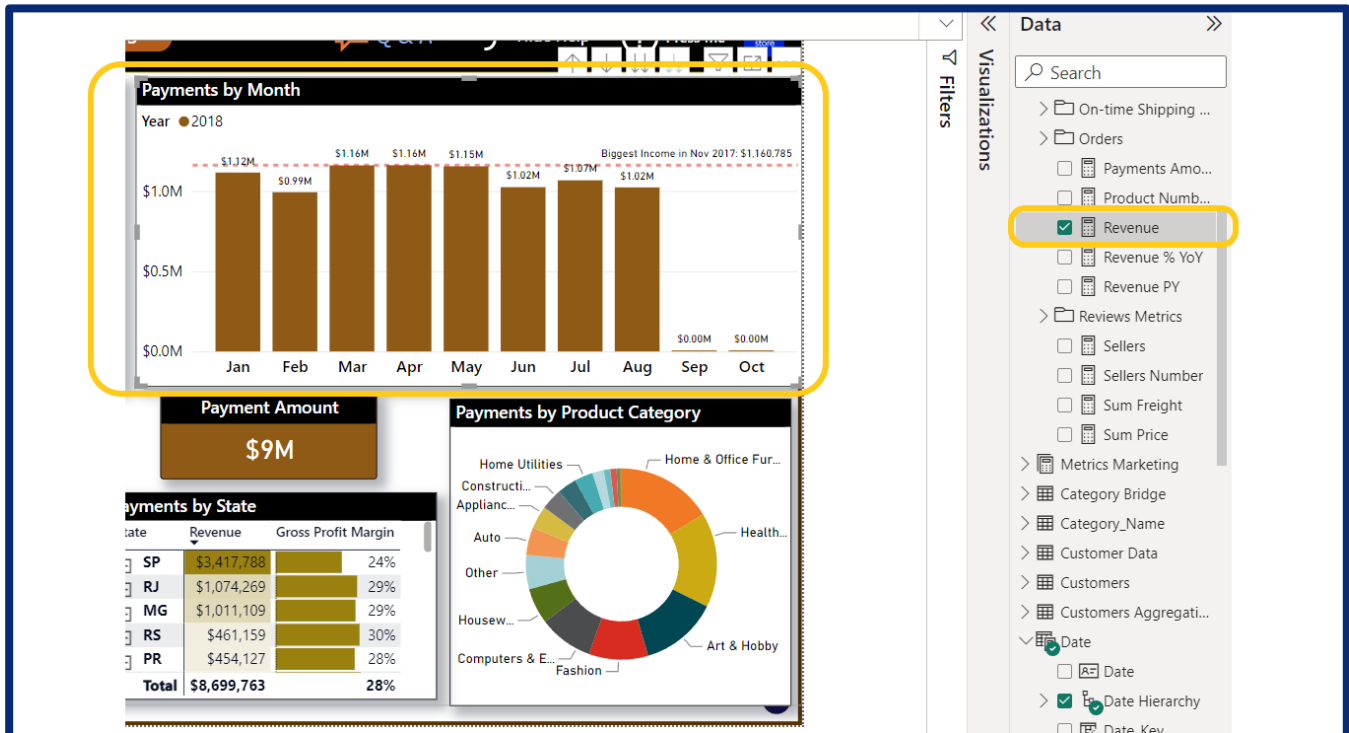 Q & A
Press me
store
Payments by Month
Year 2018
Biggest Income in Nov 2017: $1,160,785
$1.12M $0.99M $1.16M $1.16M $1.15M $1.02M $1.07M $1.02M $0.00M $0.00M
$1.0M
$0.5M
$0.0M
Jan Feb Mar Apr May Jun Jul Aug Sep Oct
Payment Amount
$9M
Payments by Product Category
Home Utilities
Home & Office Fur...
Constructi...
Applianc...
Health...
Auto
Other
Housew...
Art & Hobby
Computers & E...
Fashion
ayments by State
tate Revenue Gross Profit Margin
SP $3,417,788 24%
RJ $1,074,269 29%
MG $1,011,109 29%
RS $461,159 30%
PR $454,127 28%
Total $8,699,763 28%
Filters
Visualizations
Data
Search
On-time Shipping ...
Orders
Payments Amo...
Product Numb...
Revenue
Revenue % YoY
Revenue PY
Reviews Metrics
Sellers
Sellers Number
Sum Freight
Sum Price
Metrics Marketing
Category Bridge
Category_Name
Customer Data
Customers
Customers Aggregati...
Date
Date
Date Hierarchy
Date Key